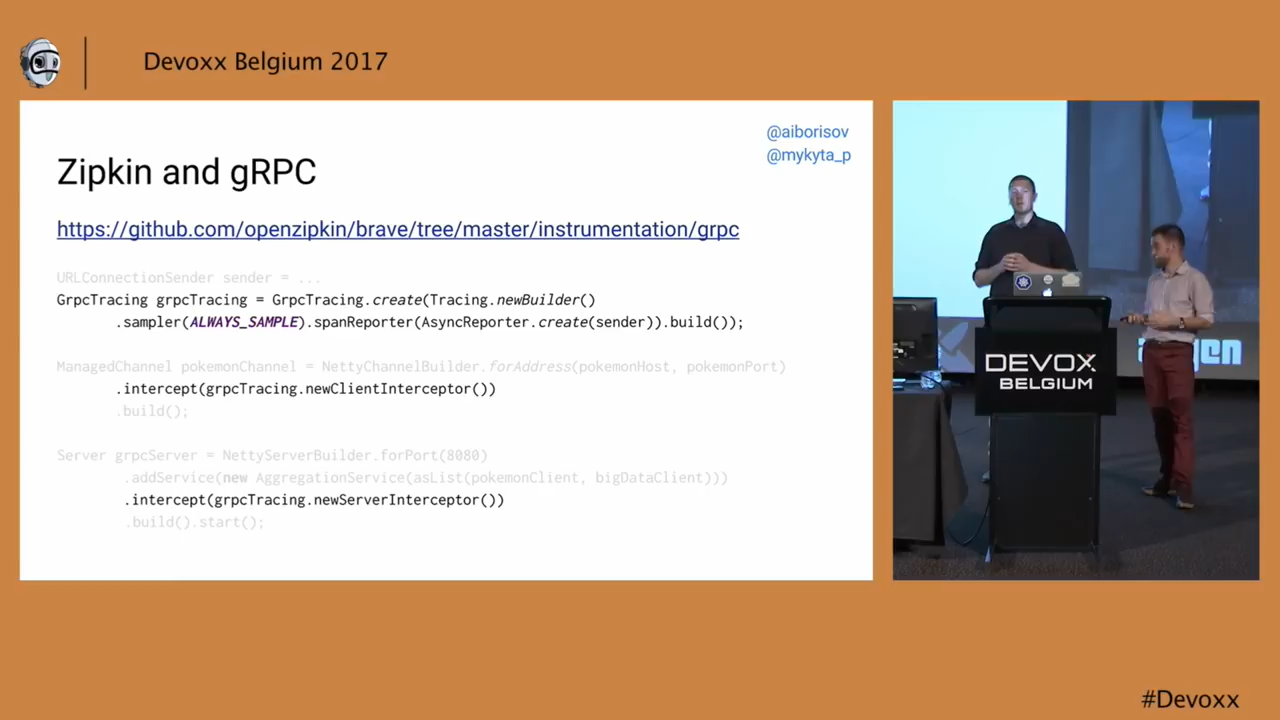 Devoxx Belgium 2017
@aiborisov
@mykyta_p
Zipkin and gRPC
https://github.com/openzipkin/brave/tree/master/instrumentation/grpc
URLConnectionSender sender = ...
GrpcTracing grpcTracing = GrpcTracing.create(Tracing.newBuilder()
.sampler(ALWAYS_SAMPLE).spanReporter(AsyncReporter.create(sender)).build());
ManagedChannel pokemonChannel = NettyChannelBuilder.forAddress(pokemonHost, pokemonPort)
.intercept(grpcTracing.newClientInterceptor())
.build();
Server grpcServer = NettyServerBuilder.forPort(8080)
.addService(new AggregationService(asList(pokemonClient, bigDataClient)))
.intercept(grpcTracing.newServerInterceptor())
.build().start();
DEVOXX
BELGIUM
#Devoxx